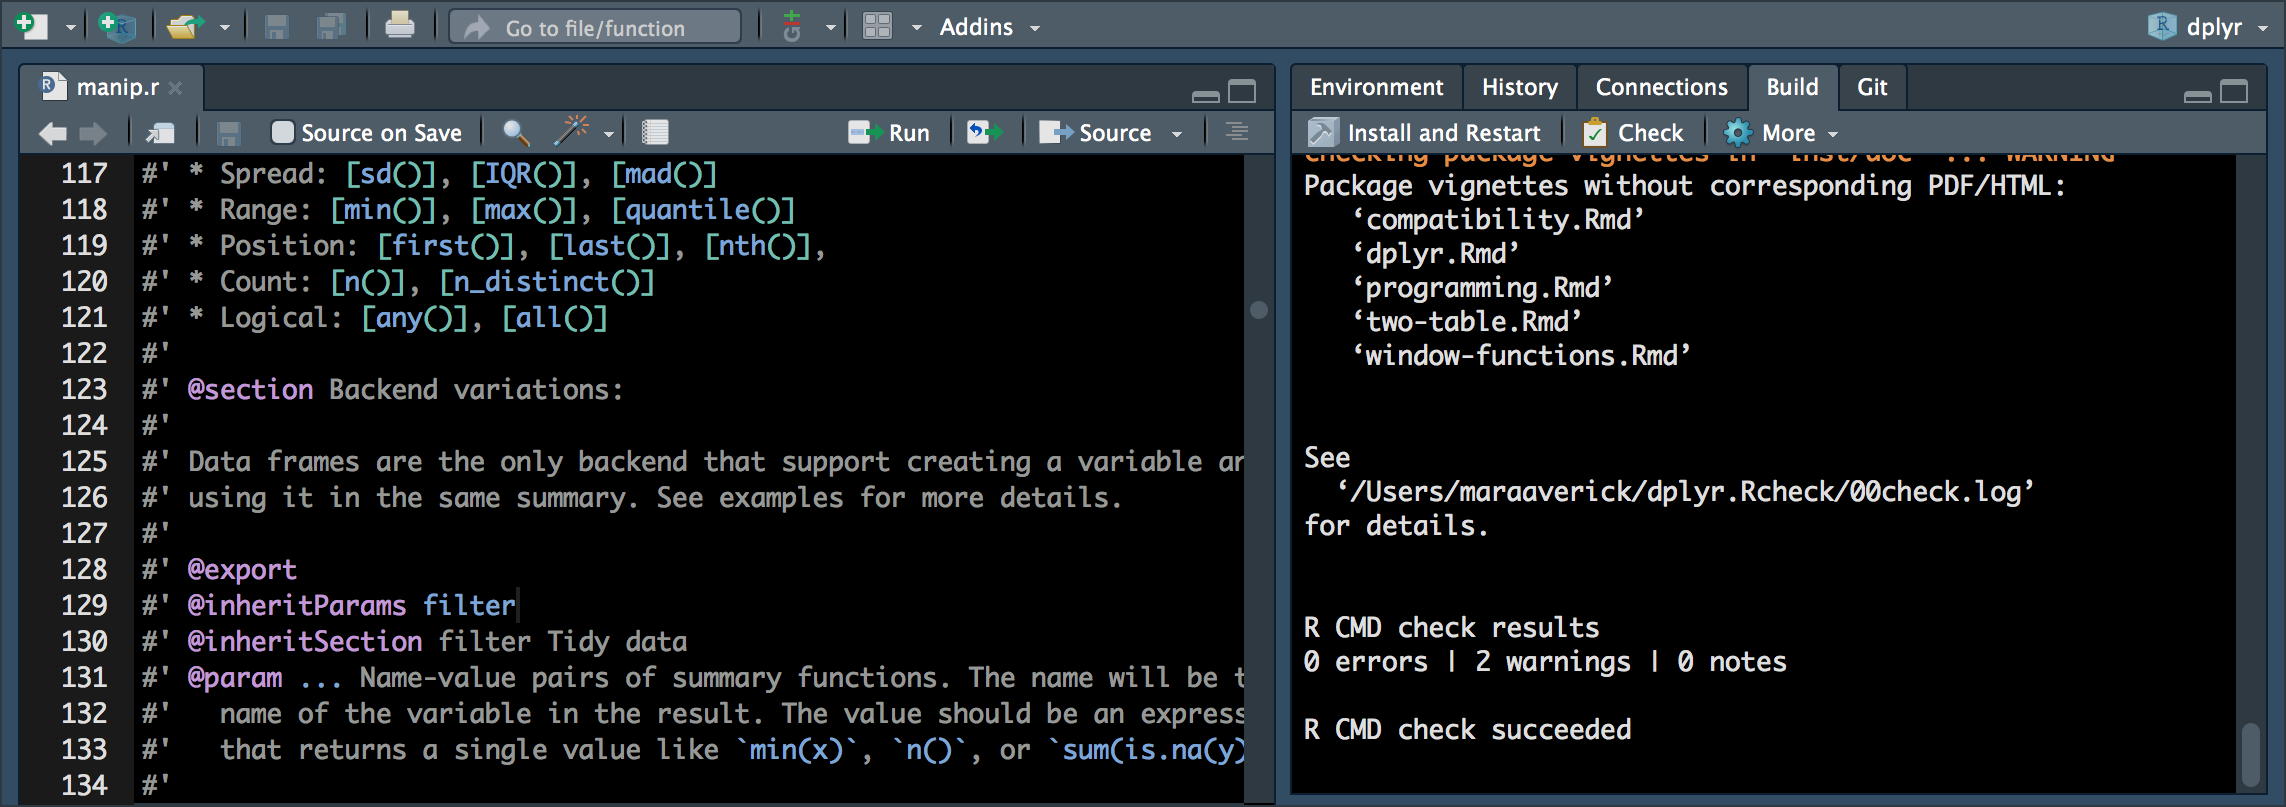 Go to file/function
Addins
dplyr
manip.r
Source on Save
Run
Source
117 #' * Spread: [sd()], [IQR()], [mad()]
118 #' * Range: [min()], [max()], [quantile()]
119 #' * Position: [first()], [last()], [nth()],
120 #' * Count: [n()], [n_distinct()]
121 #' * Logical: [any()], [all()]
122 #'
123 #' @section Backend variations:
124 #'
125 #' Data frames are the only backend that support creating a variable an
126 #' using it in the same summary. See examples for more details.
127 #'
128 #' @export
129 #' @inheritParams filter
130 #' @inheritSection filter Tidy data
131 #' @param ... Name-value pairs of summary functions. The name will be t
132 #'   name of the variable in the result. The value should be an express
133 #'   that returns a single value like `min(x)`, `n()`, or `sum(is.na(y)
134 #'
Environment History Connections Build Git
Install and Restart Check More
checking package vignettes in ‘inst/doc’ ... WARNING
Package vignettes without corresponding PDF/HTML:
‘compatibility.Rmd’
‘dplyr.Rmd’
‘programming.Rmd’
‘two-table.Rmd’
‘window-functions.Rmd’
See
‘/Users/maraaverick/dplyr.Rcheck/00check.log’
for details.
R CMD check results
0 errors | 2 warnings | 0 notes
R CMD check succeeded